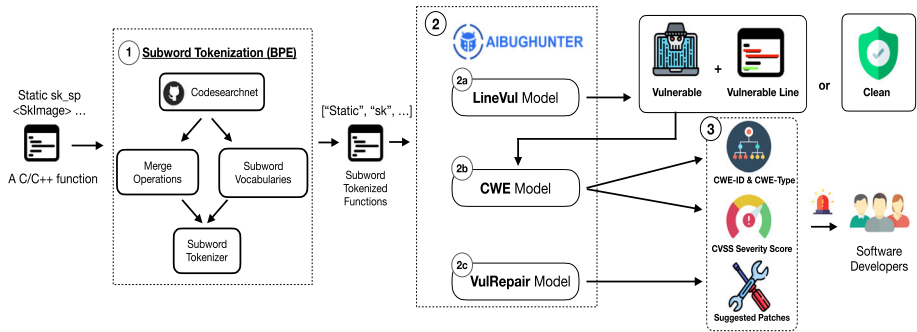 Static sk_sp
<SkImage> ...
A C/C++ function
1
Subword Tokenization (BPE)
Codesearchnet
Merge
Operations
Subword
Vocabularies
Subword
Tokenizer
["Static", "sk", ...]
Subword
Tokenized
Functions
2
AIBUGHUNTER
2a
LineVul Model
2b
CWE Model
2c
VulRepair Model
Vulnerable
+
Vulnerable Line
or
Clean
3
CWE-ID & CWE-Type
CVSS Severity Score
Suggested Patches
Software
Developers